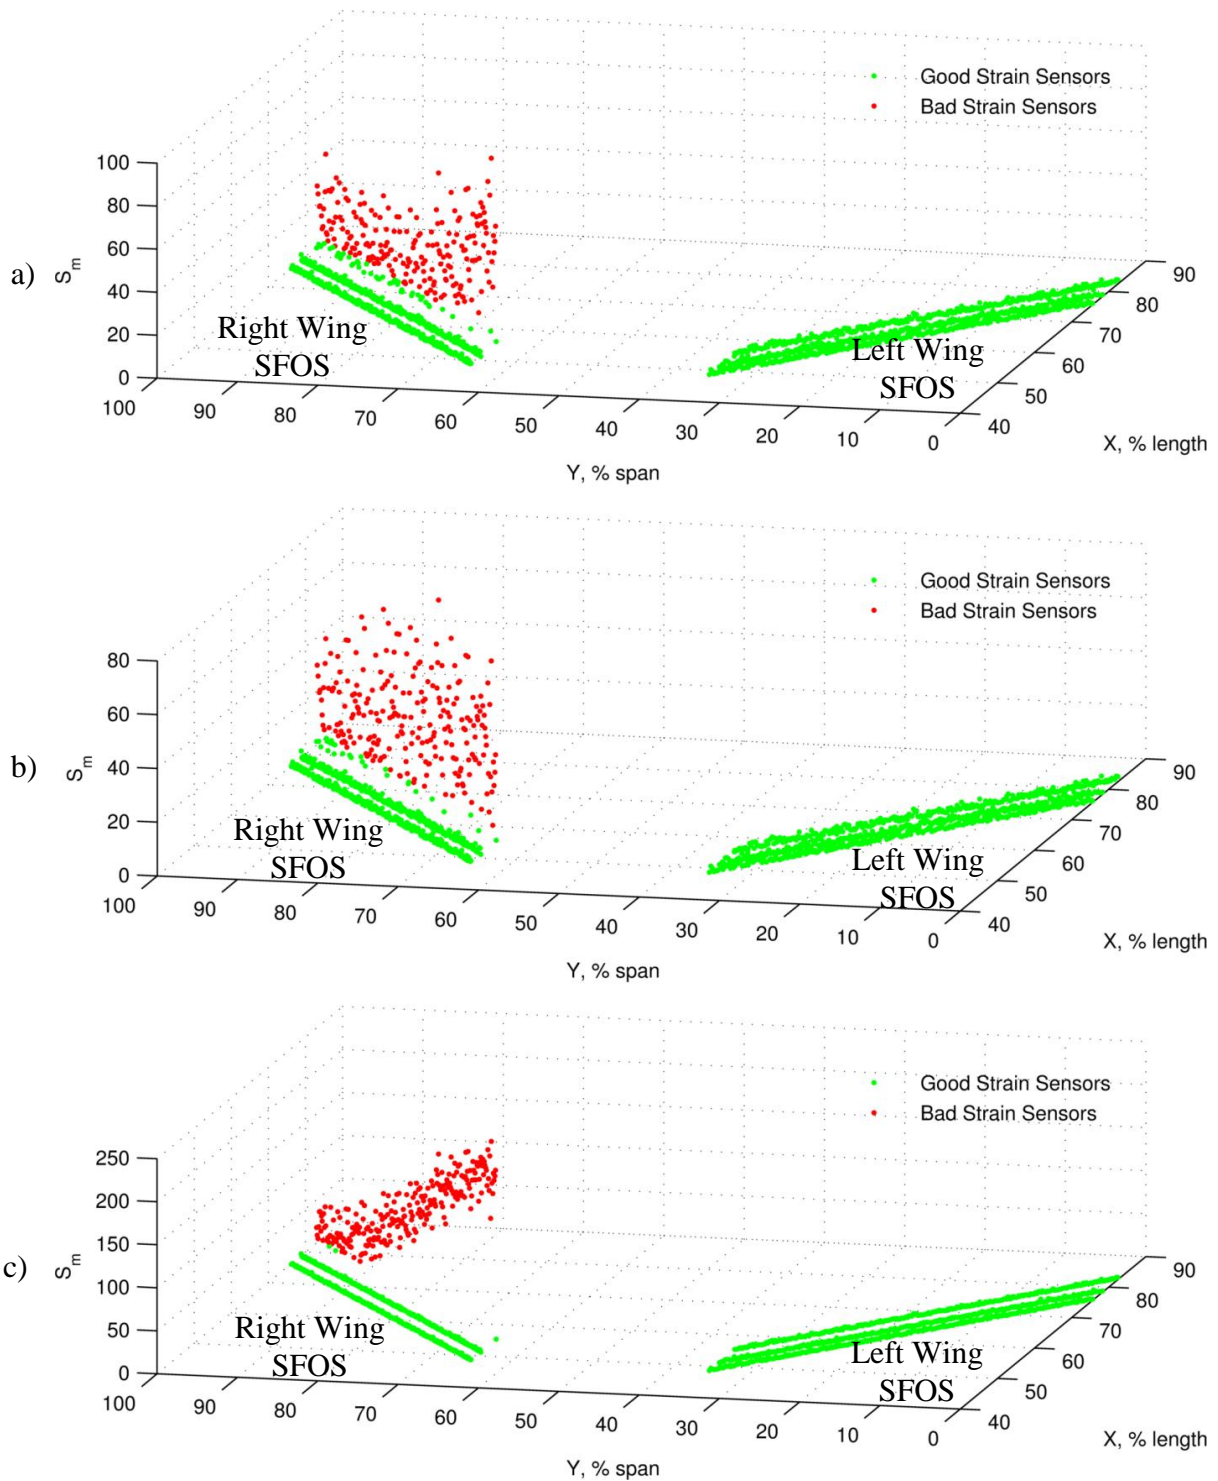 Good Strain Sensors
Bad Strain Sensors
100
80
60
40
20
0
S_m
a)
Right Wing
SFOS
Left Wing
SFOS
90
80
70
60
50
40
100 90 80 70 60 50 40 30 20 10 0
X, % length
Y, % span
Good Strain Sensors
Bad Strain Sensors
80
60
40
20
0
S_m
b)
Right Wing
SFOS
Left Wing
SFOS
90
80
70
60
50
40
100 90 80 70 60 50 40 30 20 10 0
X, % length
Y, % span
Good Strain Sensors
Bad Strain Sensors
250
200
150
100
50
0
S_m
c)
Right Wing
SFOS
Left Wing
SFOS
90
80
70
60
50
40
100 90 80 70 60 50 40 30 20 10 0
X, % length
Y, % span